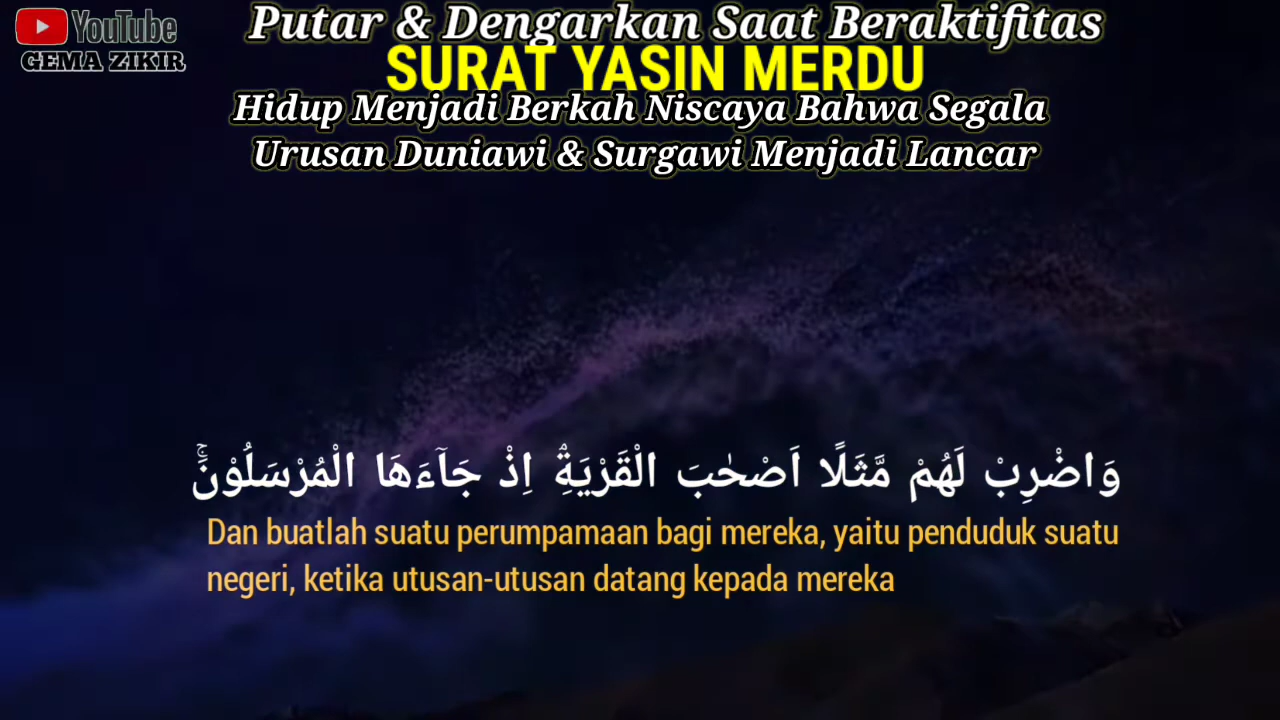 YouTube
GEMA ZIKIR
Putar & Dengarkan Saat Beraktifitas
SURAT YASIN MERDU
Hidup Menjadi Berkah Niscaya Bahwa Segala
Urusan Duniawi & Surgawi Menjadi Lancar
وَاضْرِبْ لَهُمْ مَّثَلًا اَصْحٰبَ الْقَرْيَةِۘ اِذْ جَاۤءَهَا الْمُرْسَلُوْنَۚ
Dan buatlah suatu perumpamaan bagi mereka, yaitu penduduk suatu
negeri, ketika utusan-utusan datang kepada mereka